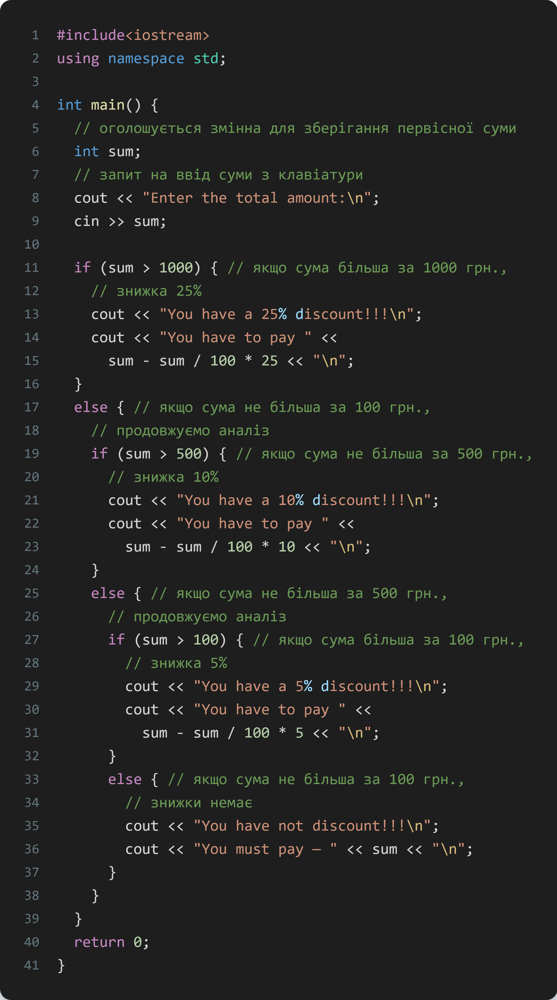 1 #include<iostream>
2 using namespace std;
3
4 int main() {
5   // оголошується змінна для зберігання первісної суми
6   int sum;
7   // запит на ввід суми з клавіатури
8   cout << "Enter the total amount:\n";
9   cin >> sum;
10
11   if (sum > 1000) { // якщо сума більша за 1000 грн.,
12     // знижка 25%
13     cout << "You have a 25% discount!!!\n";
14     cout << "You have to pay " <<
15       sum - sum / 100 * 25 << "\n";
16   }
17   else { // якщо сума не більша за 100 грн.,
18     // продовжуємо аналіз
19     if (sum > 500) { // якщо сума не більша за 500 грн.,
20       // знижка 10%
21       cout << "You have a 10% discount!!!\n";
22       cout << "You have to pay " <<
23         sum - sum / 100 * 10 << "\n";
24     }
25     else { // якщо сума не більша за 500 грн.,
26       // продовжуємо аналіз
27       if (sum > 100) { // якщо сума більша за 100 грн.,
28         // знижка 5%
29         cout << "You have a 5% discount!!!\n";
30         cout << "You have to pay " <<
31           sum - sum / 100 * 5 << "\n";
32       }
33       else { // якщо сума не більша за 100 грн.,
34         // знижки немає
35         cout << "You have not discount!!!\n";
36         cout << "You must pay — " << sum << "\n";
37       }
38     }
39   }
40   return 0;
41 }